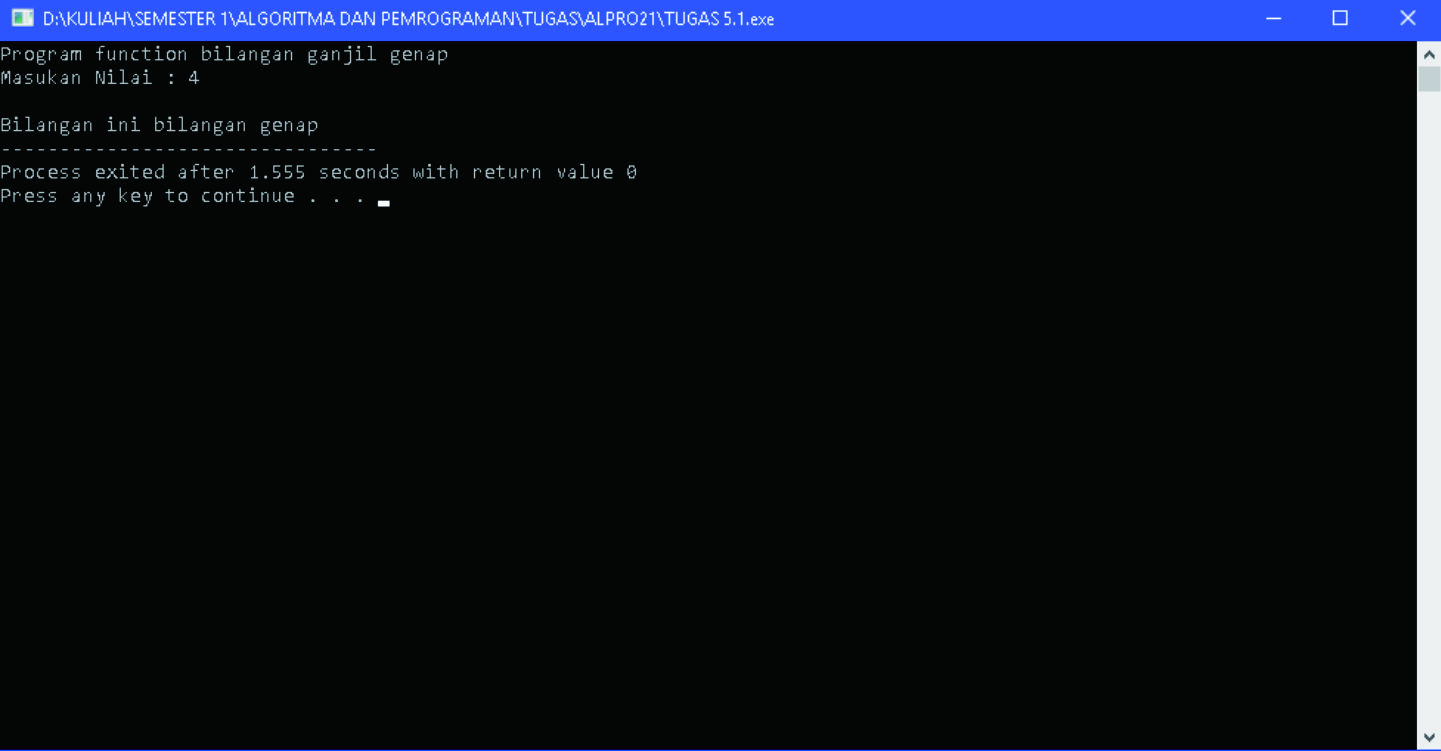 D:\KULIAH\SEMESTER 1\ALGORITMA DAN PEMROGRAMAN\TUGAS\ALPRO21\TUGAS 5.1.exe
Program function bilangan ganjil genap
Masukan Nilai : 4
Bilangan ini bilangan genap
--------------------------------
Process exited after 1.555 seconds with return value 0
Press any key to continue . . .